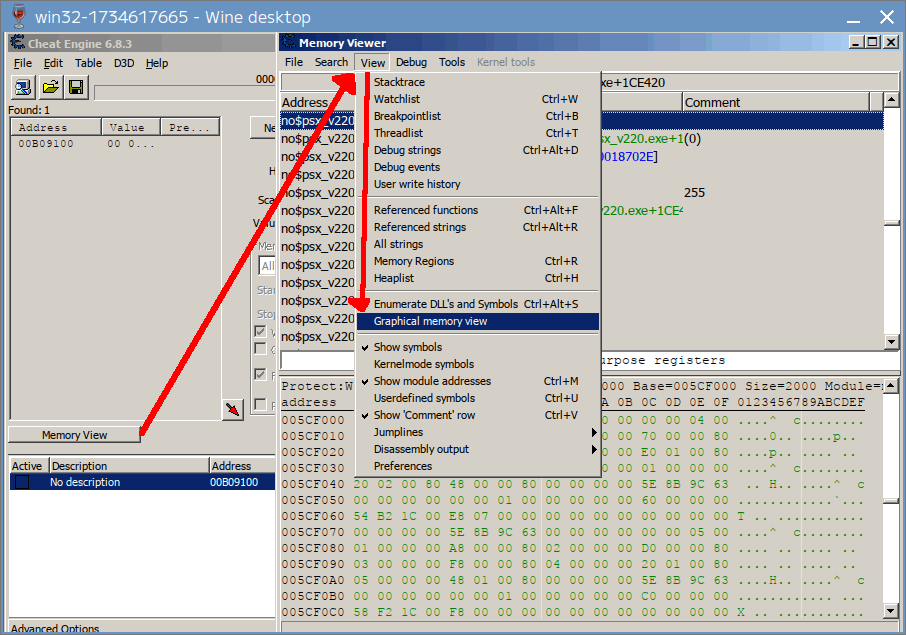 win32-1734617665 - Wine desktop
Cheat Engine 6.8.3
File Edit Table D3D Help
Found: 1
Address Value Pre...
00B09100 00 0...
Memory View
Active Description Address
No description 00B09100
Advanced Options
Memory Viewer
File Search View Debug Tools Kernel tools
xe+1CE420
Address Comment
no$psx_v220
no$psx_v220
no$psx_v220
no$psx_v220
no$psx_v220
no$psx_v220
no$psx_v220
no$psx_v220
no$psx_v220
no$psx_v220
no$psx_v220
no$psx_v220
no$psx_v220
sx_v220.exe+1(0)
0018702E]
255
v220.exe+1CE4
Stacktrace
Watchlist Ctrl+W
Breakpointlist Ctrl+B
Threadlist Ctrl+T
Debug strings Ctrl+Alt+D
Debug events
User write history
Referenced functions Ctrl+Alt+F
Referenced strings Ctrl+Alt+R
All strings
Memory Regions Ctrl+R
Heaplist Ctrl+H
Enumerate DLL's and Symbols Ctrl+Alt+S
Graphical memory view
Show symbols
Kernelmode symbols
Show module addresses Ctrl+M
Userdefined symbols Ctrl+U
Show 'Comment' row Ctrl+V
Jumplines
Disassembly output
Preferences
urpose registers
Protect:W 000 Base=005CF000 Size=2000 Module=
address A 0B 0C 0D 0E 0F 0123456789ABCDEF
005CF000 00 00 00 04 00 ....^ c........
005CF010 00 70 00 00 80 ....0.. .....p..
005CF020 00 E0 01 00 80 ....p.. ..... ..
005CF030 00 01 00 00 00 ....^ c........
005CF040 20 02 00 80 48 00 00 80 00 00 00 00 5E 8B 9C 63 .. H.. ....^ c
005CF050 00 00 00 00 00 00 01 00 00 00 00 00 60 00 00 00
005CF060 54 B2 1C 00 E8 07 00 00 00 00 00 00 00 00 00 00 T .. ..........
005CF070 00 00 00 00 5E 8B 9C 63 00 00 00 00 00 00 05 00 ....^ c........
005CF080 01 00 00 00 A8 00 00 80 02 00 00 00 D0 00 00 80
005CF090 03 00 00 00 F8 00 00 80 04 00 00 00 20 01 00 80
005CF0A0 05 00 00 00 48 01 00 80 00 00 00 00 5E 8B 9C 63 ....H.. ....^ c
005CF0B0 00 00 00 00 00 00 01 00 00 00 00 00 C0 00 00 00
005CF0C0 58 F2 1C 00 F8 00 00 00 00 00 00 00 00 00 00 00 X .. ..........